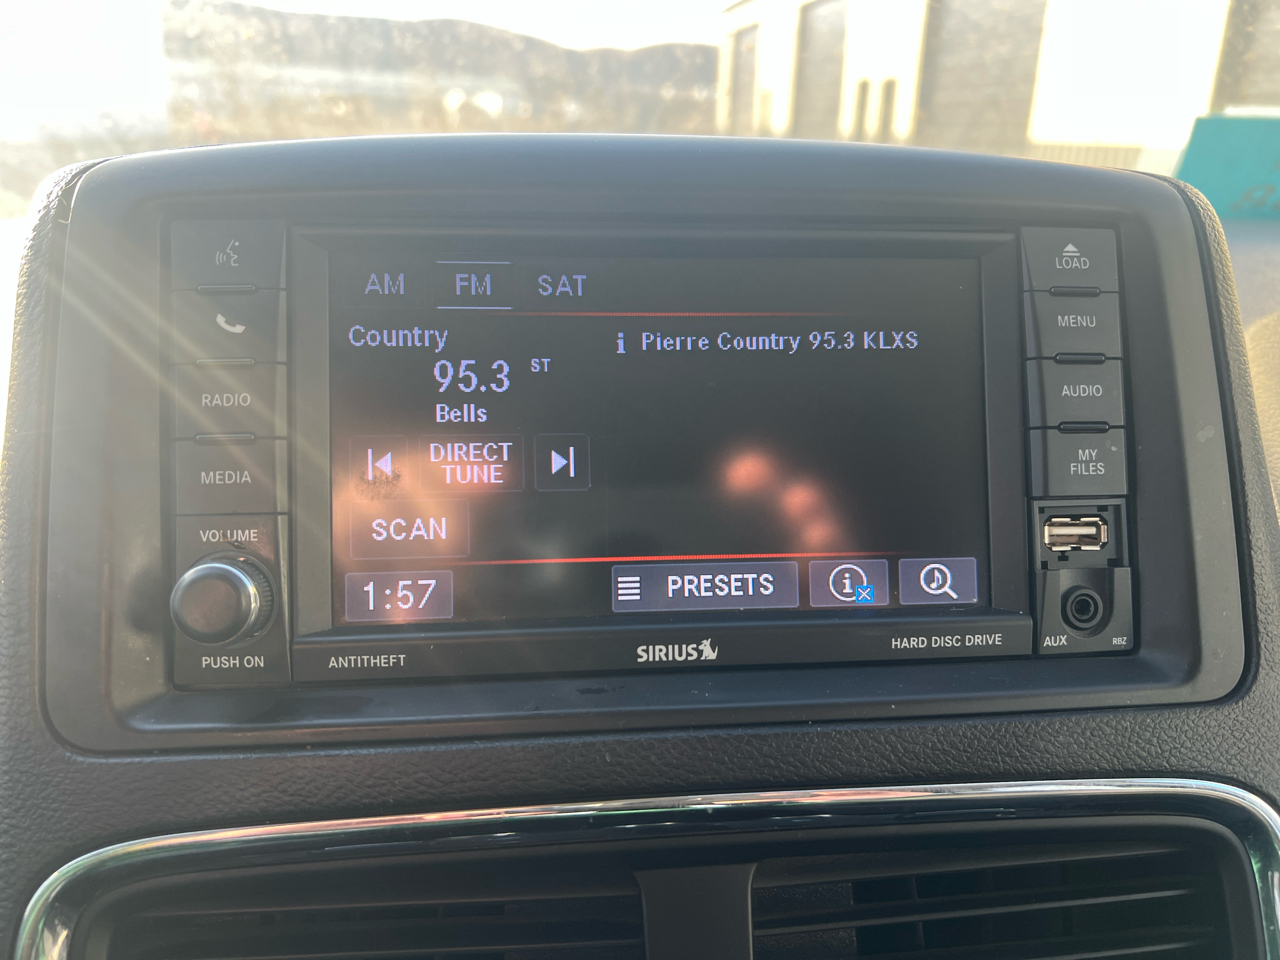 AM FM SAT
Country
i Pierre Country 95.3 KLXS
95.3 ST
Bells
DIRECT
TUNE
SCAN
1:57
PRESETS
RADIO
MEDIA
VOLUME
PUSH ON
ANTITHEFT
SIRIUS
HARD DISC DRIVE
LOAD
MENU
AUDIO
MY
FILES
AUX
RBZ